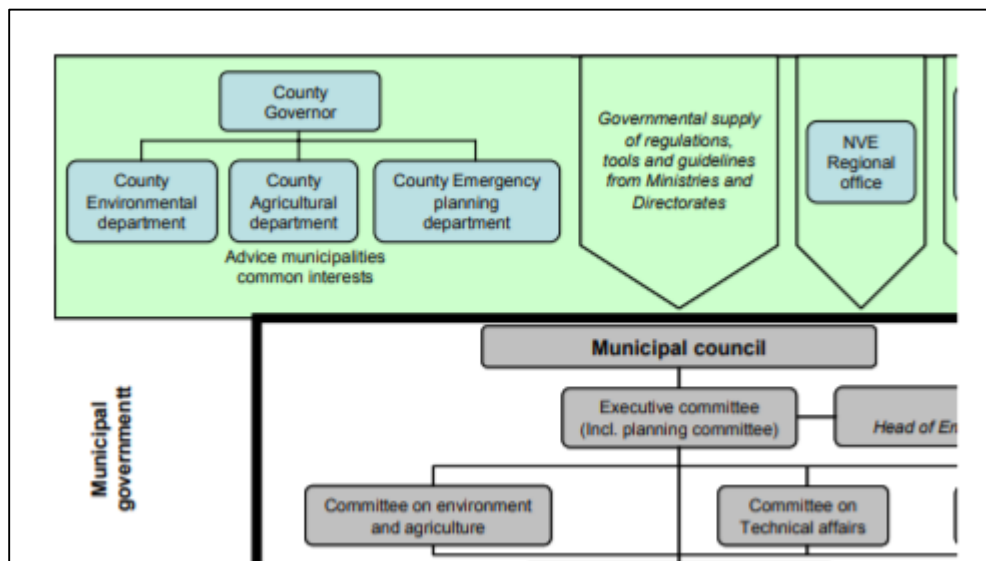 County
Governor
County
Environmental
department
County
Agricultural
department
County Emergency
planning
department
Advice municipalities
common interests
Governmental supply
of regulations,
tools and guidelines
from Ministries and
Directorates
NVE
Regional
office
Municipal
governmentt
Municipal council
Executive committee
(Incl. planning committee)
Head of
Committee on environment
and agriculture
Committee on
Technical affairs